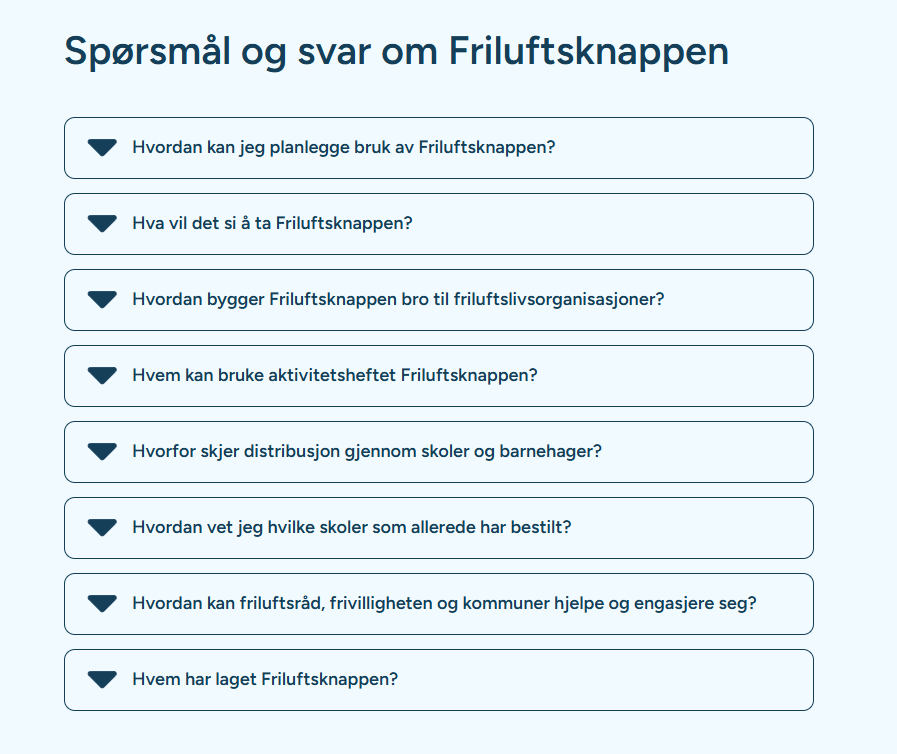 Spørsmål og svar om Friluftsknappen
Hvordan kan jeg planlegge bruk av Friluftsknappen?
Hva vil det si å ta Friluftsknappen?
Hvordan bygger Friluftsknappen bro til friluftslivsorganisasjoner?
Hvem kan bruke aktivitetsheftet Friluftsknappen?
Hvorfor skjer distribusjon gjennom skoler og barnehager?
Hvordan vet jeg hvilke skoler som allerede har bestilt?
Hvordan kan friluftsråd, frivilligheten og kommuner hjelpe og engasjere seg?
Hvem har laget Friluftsknappen?